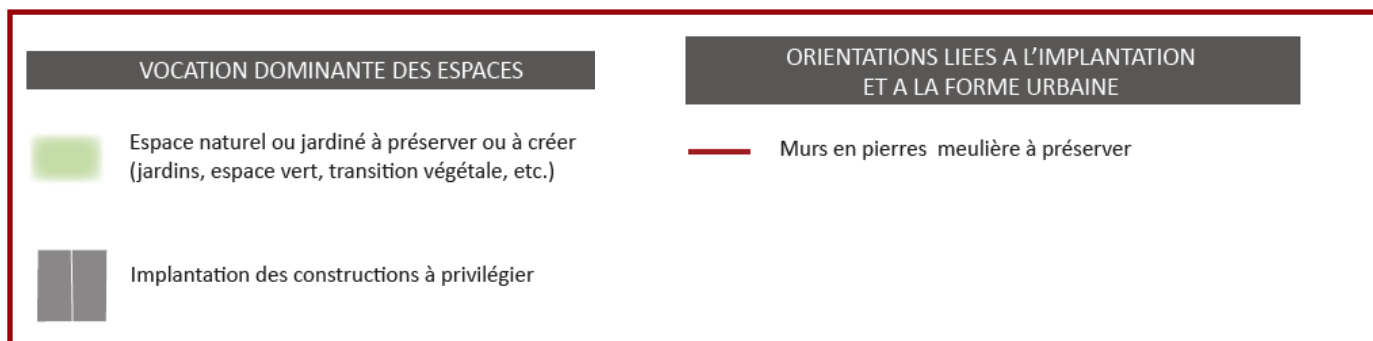 VOCATION DOMINANTE DES ESPACES
Espace naturel ou jardiné à préserver ou à créer
(jardins, espace vert, transition végétale, etc.)
Implantation des constructions à privilégier
ORIENTATIONS LIEES A L’IMPLANTATION
ET A LA FORME URBAINE
Murs en pierres meulière à préserver